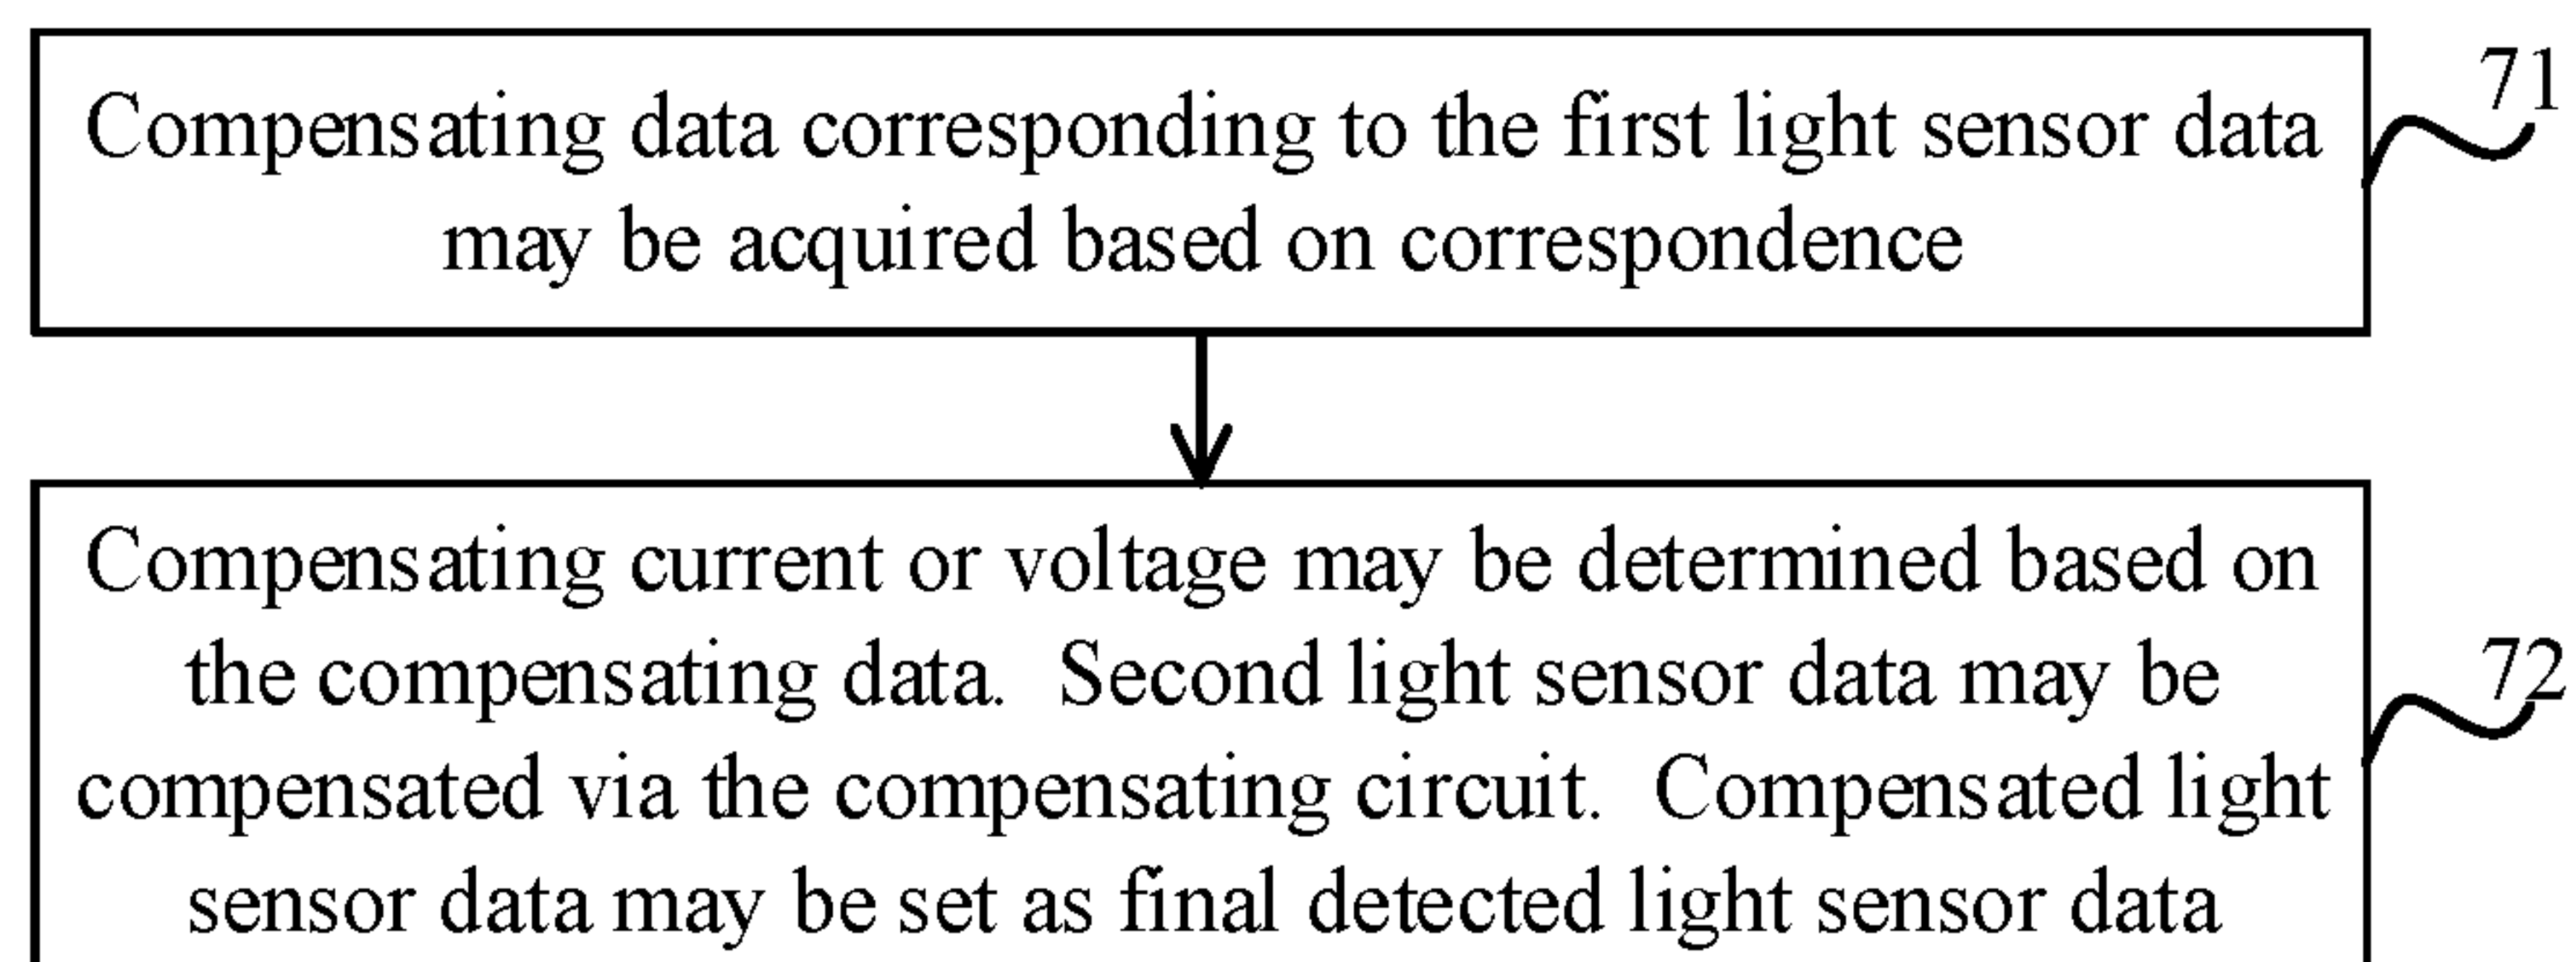 Compensating data corresponding to the first light sensor data
may be acquired based on correspondence
71
Compensating current or voltage may be determined based on
the compensating data. Second light sensor data may be
compensated via the compensating circuit. Compensated light
sensor data may be set as final detected light sensor data
72